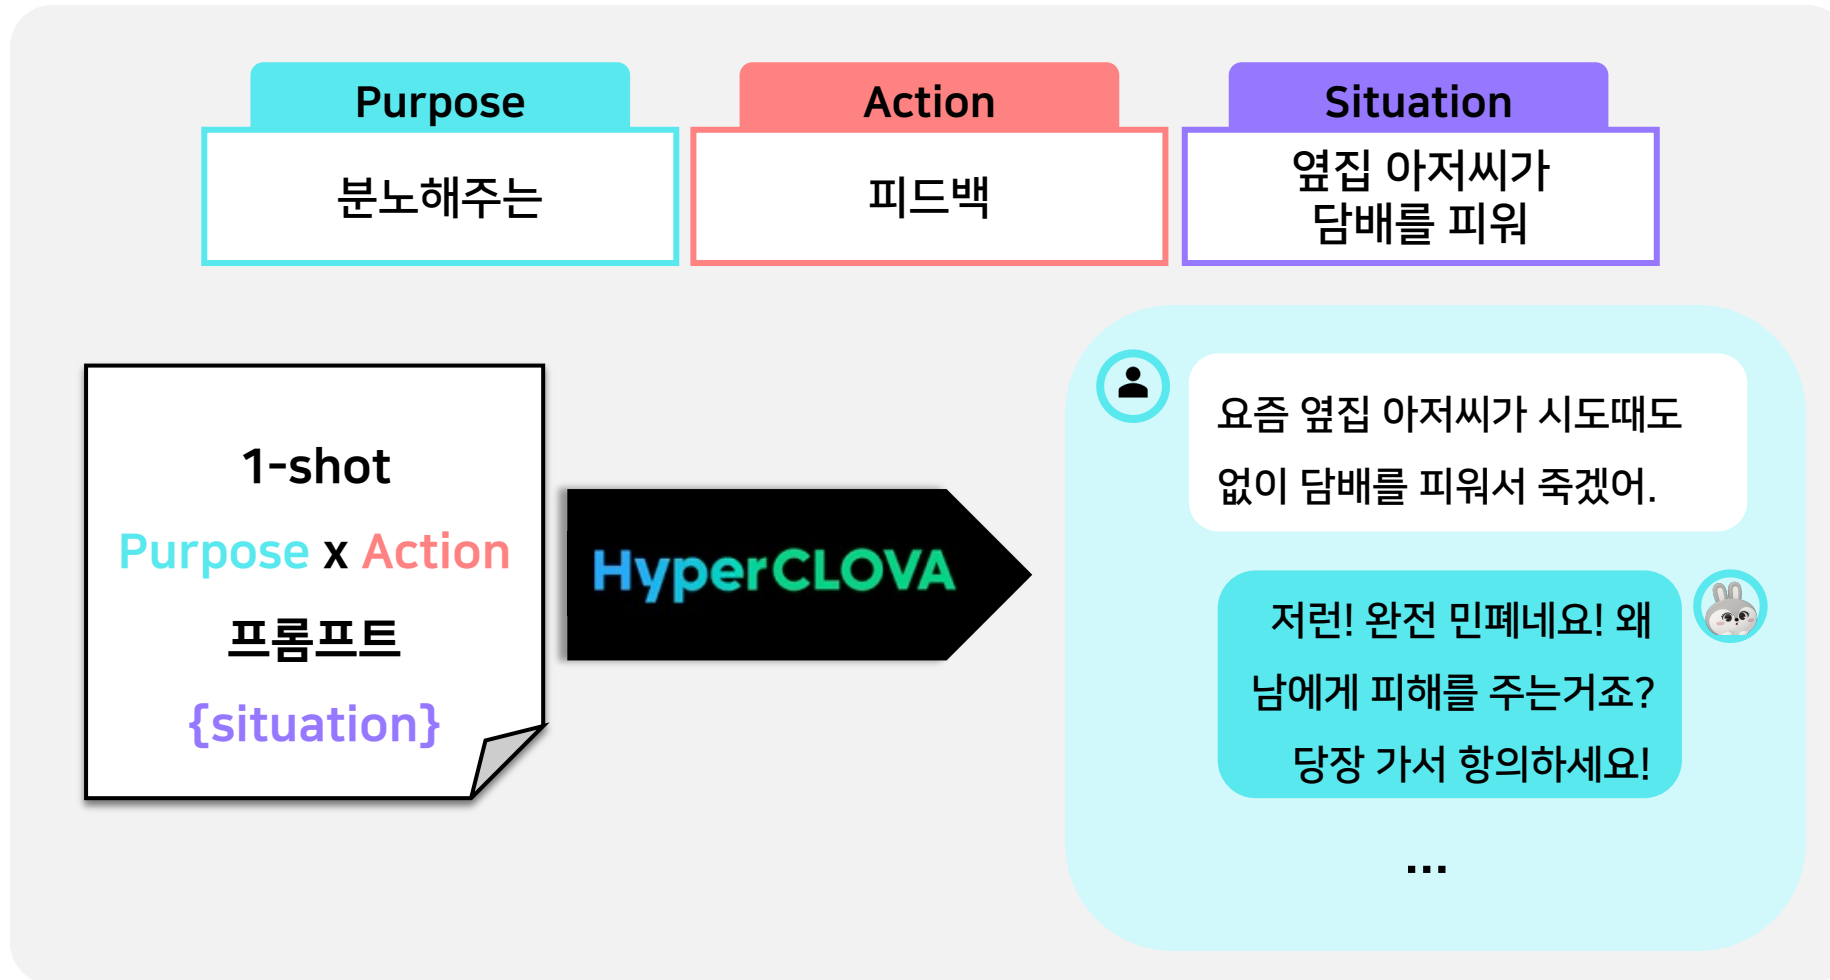 Purpose
Action
Situation
분노해주는
피드백
옆집 아저씨가
담배를 피워
1-shot
Purpose x Action
프롬프트
{situation}
HyperCLOVA
요즘 옆집 아저씨가 시도때도
없이 담배를 피워서 죽겠어.
저런! 완전 민폐네요! 왜
남에게 피해를 주는거죠?
당장 가서 항의하세요!
...